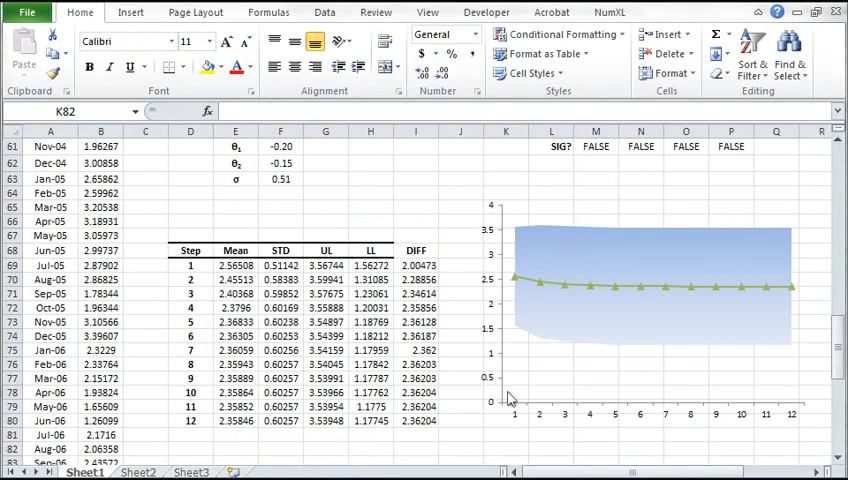 File Home Insert Page Layout Formulas Data Review View Developer Acrobat NumXL
Calibri 11 General Conditional Formatting Insert
Format as Table Delete
Paste Cell Styles Format Sort & Filter Find & Select
Clipboard Font Alignment Number Styles Cells Editing
K82 fx
A B C D E F G H I J K L M N O P Q R
61 Nov-04 1.96267 θ1 -0.20 SIG? FALSE FALSE FALSE FALSE
62 Dec-04 3.00858 θ2 -0.15
63 Jan-05 2.65862 σ 0.51
64 Feb-05 2.59962
65 Mar-05 3.20538
66 Apr-05 3.18931
67 May-05 3.05973
68 Jun-05 2.99737 Step Mean STD UL LL DIFF
69 Jul-05 2.87902 1 2.56508 0.51142 3.56744 1.56272 2.00473
70 Aug-05 2.86825 2 2.45513 0.58383 3.59941 1.31085 2.28856
71 Sep-05 1.78344 3 2.40368 0.59852 3.57675 1.23061 2.34614
72 Oct-05 1.96344 4 2.3796 0.60169 3.55888 1.20031 2.35856
73 Nov-05 3.10566 5 2.36833 0.60238 3.54897 1.18769 2.36128
74 Dec-05 3.39607 6 2.36305 0.60253 3.54399 1.18212 2.36187
75 Jan-06 2.3229 7 2.36059 0.60256 3.54159 1.17959 2.362
76 Feb-06 2.33764 8 2.35943 0.60257 3.54045 1.17842 2.36203
77 Mar-06 2.15172 9 2.35889 0.60257 3.53991 1.17787 2.36203
78 Apr-06 1.93824 10 2.35864 0.60257 3.53966 1.17762 2.36204
79 May-06 1.65609 11 2.35852 0.60257 3.53954 1.1775 2.36204
80 Jun-06 1.26099 12 2.35846 0.60257 3.53948 1.17745 2.36204
81 Jul-06 2.1716
82 Aug-06 2.06358
83 Sep-06 2.43572
4
3.5
3
2.5
2
1.5
1
0.5
0
1 2 3 4 5 6 7 8 9 10 11 12
Sheet1 Sheet2 Sheet3